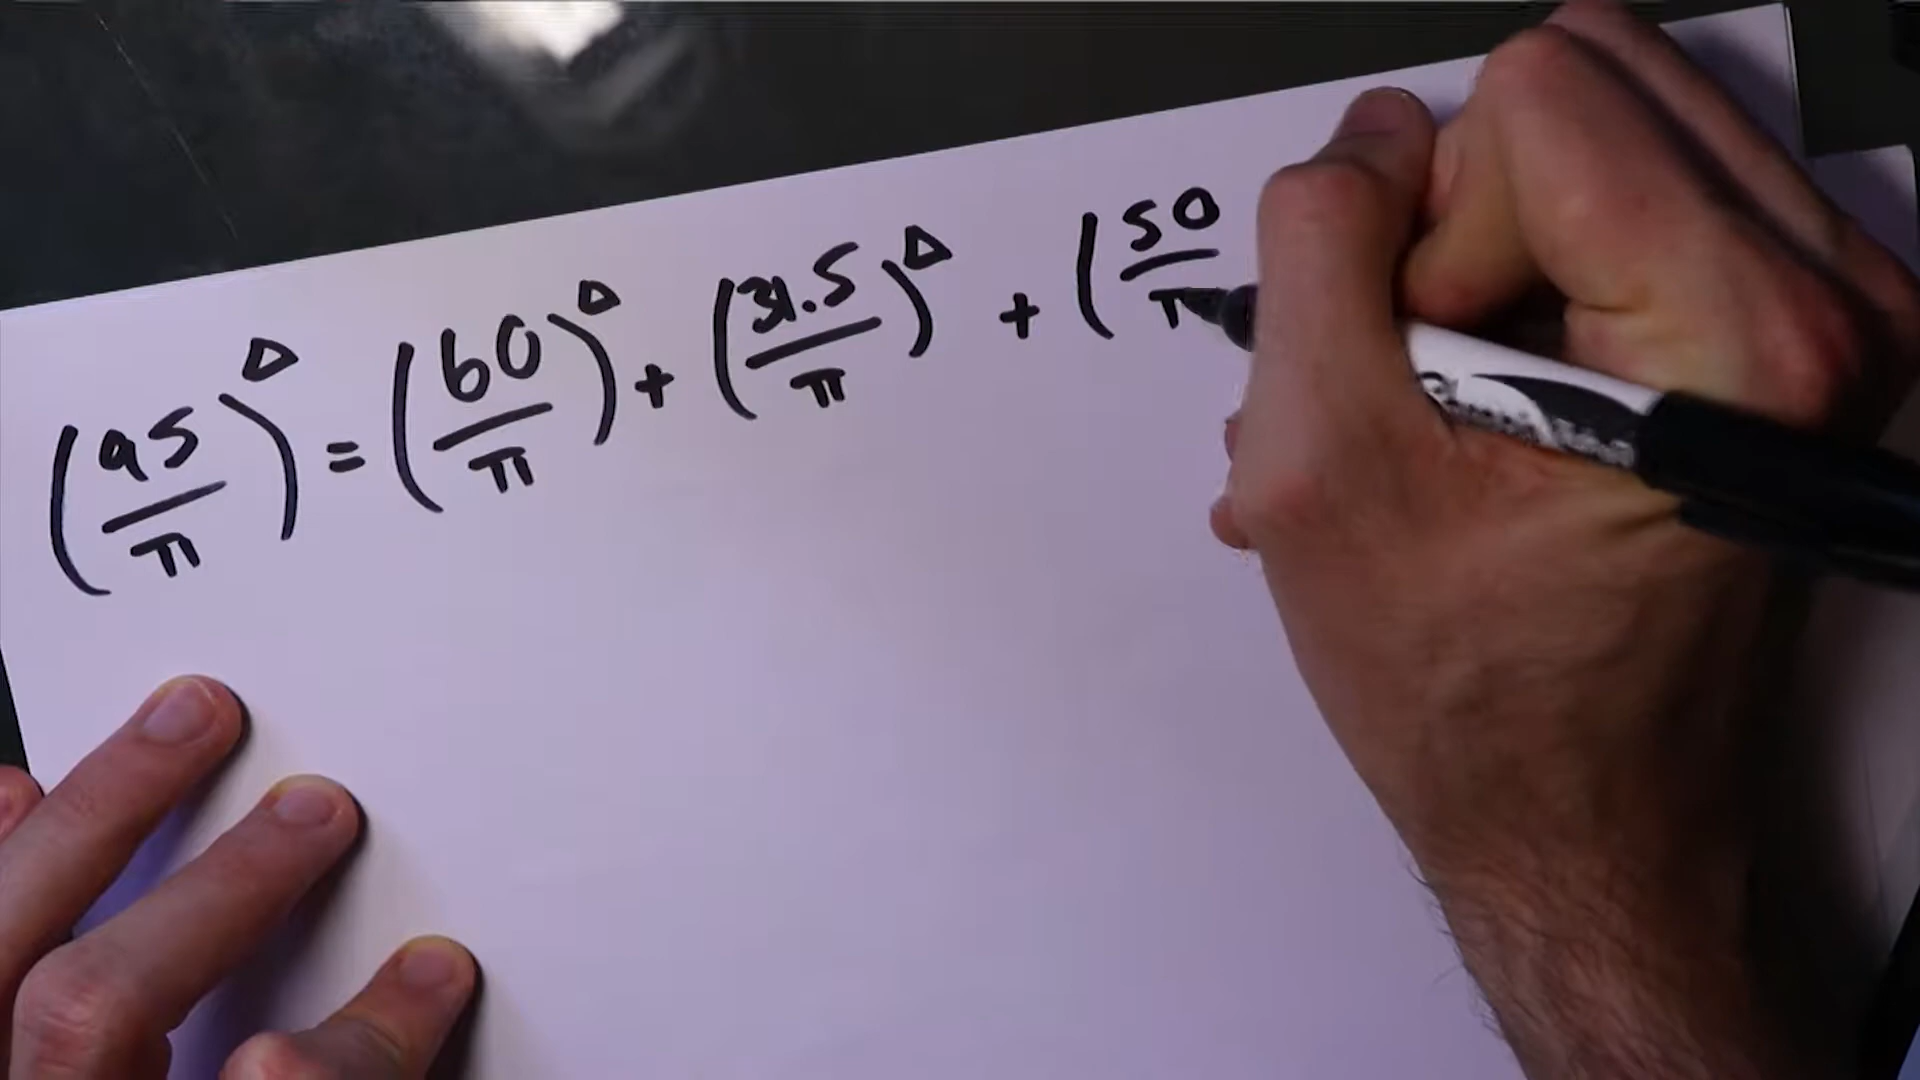 (95/π)^Δ = (60/π)^Δ + (31.5/π)^Δ + (50/π